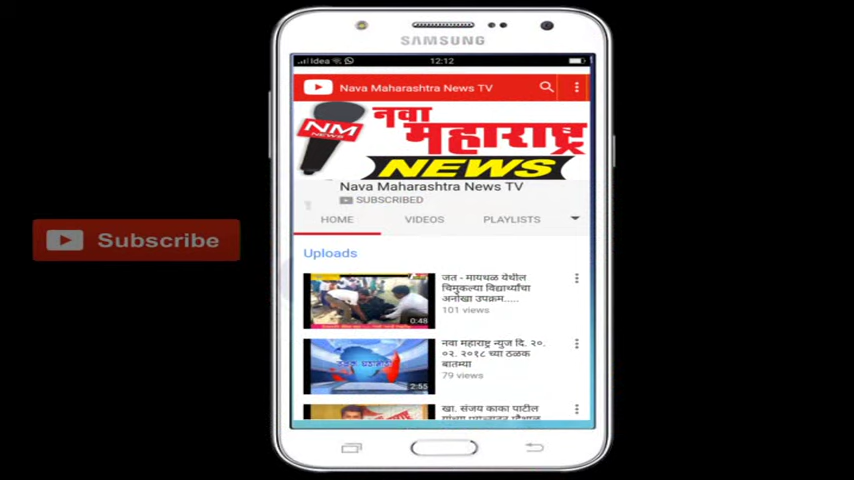 SAMSUNG
Idea
12:12
Nava Maharashtra News TV
NM
NEWS
नवा
महाराष्ट्र
NEWS
Nava Maharashtra News TV
SUBSCRIBED
HOME VIDEOS PLAYLISTS
Subscribe
Uploads
जत - मायथळ येथील
चिमुकल्या विद्यार्थ्यांचा
अनोखा उपक्रम.....
101 views
0:48
नवा महाराष्ट्र न्युज दि. २०.
०२. २०१८ च्या ठळक
बातम्या
79 views
2:55
खा. संजय काका पाटील